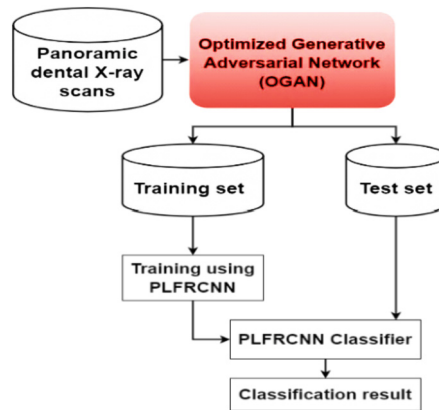 Panoramic
dental X-ray
scans
Optimized Generative
Adversarial Network
(OGAN)
Training set
Test set
Training using
PLFRCNN
PLFRCNN Classifier
Classification result